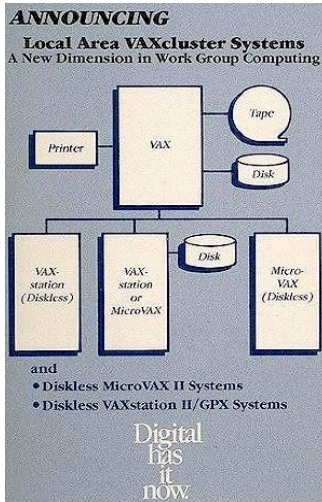 ANNOUNCING
Local Area VAXcluster Systems
A New Dimension in Work Group Computing
Tape
VAX
Printer
Disk
VAX-
station
(Diskless)
VAX-
station
or
MicroVAX
Disk
Micro-
VAX
(Diskless)
and
•Diskless MicroVAX II Systems
•Diskless VAXstation II/GPX Systems
Digital
has
it
now.